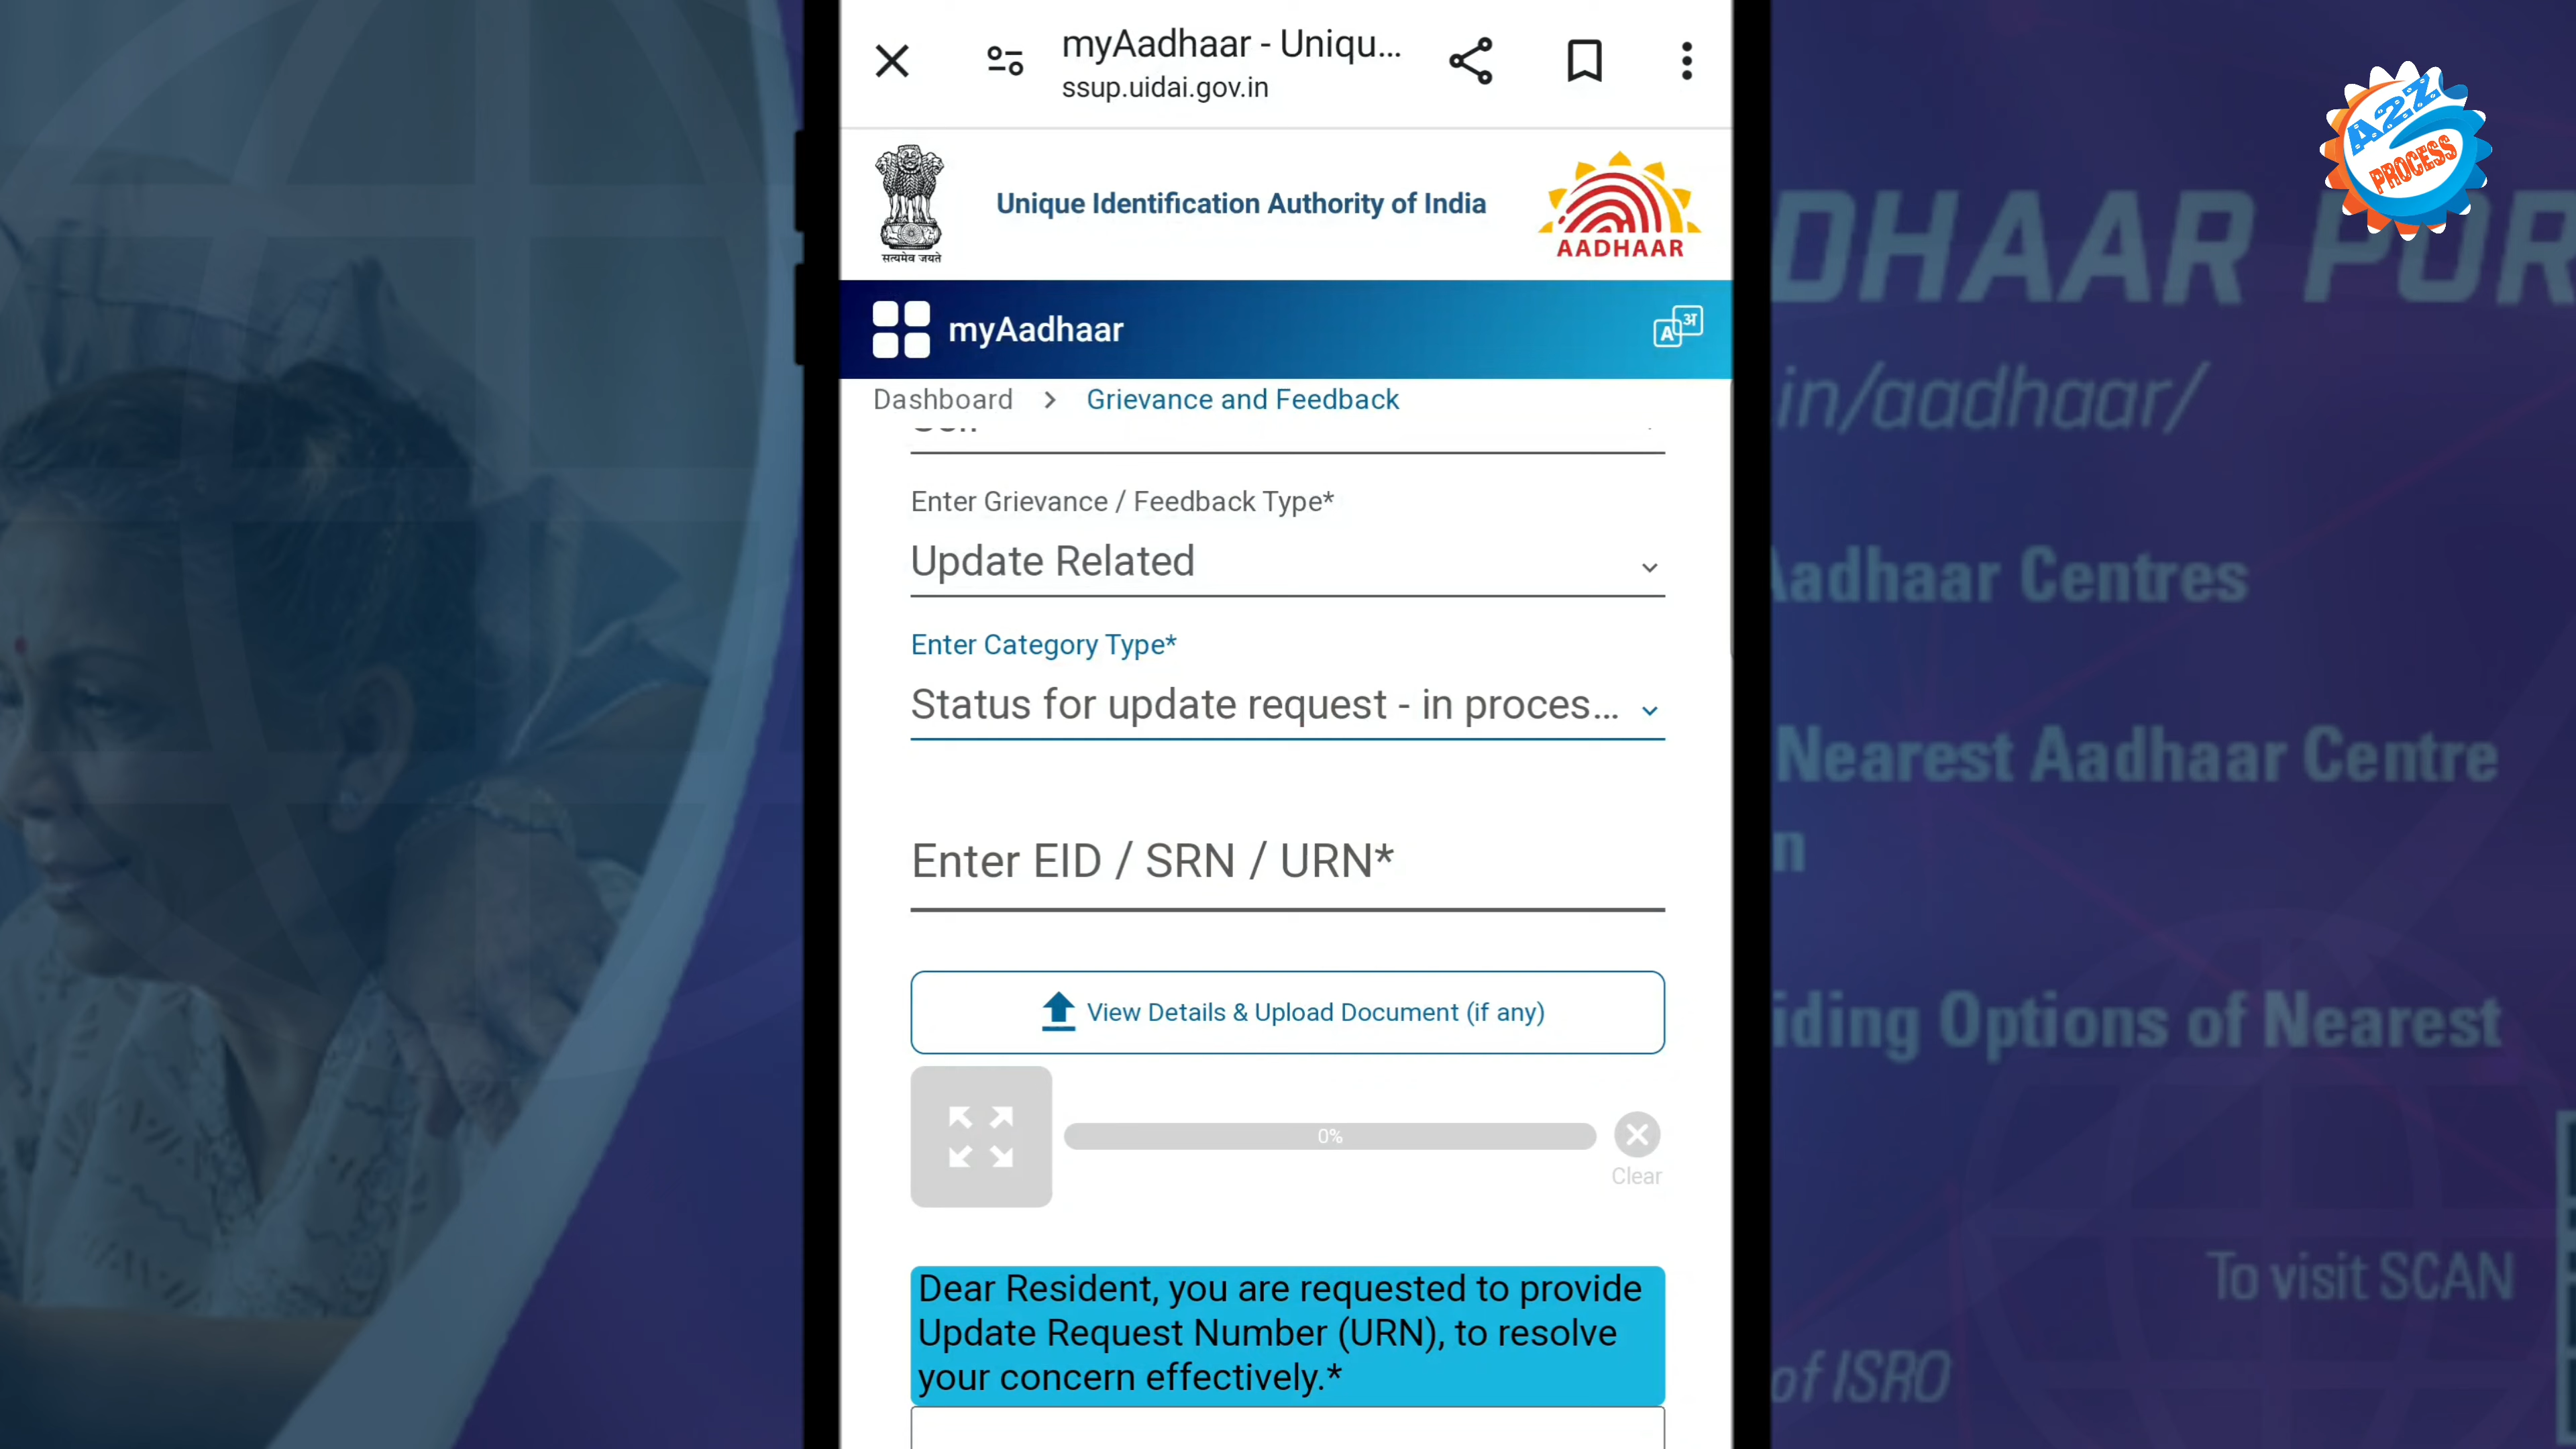 myAadhaar - Uniqu...
ssup.uidai.gov.in
A2Z
PROCESS
सत्यमेव जयते
Unique Identification Authority of India
AADHAAR
myAadhaar
A अ
Dashboard > Grievance and Feedback
Enter Grievance / Feedback Type*
Update Related
Enter Category Type*
Status for update request - in proces...
Enter EID / SRN / URN*
View Details & Upload Document (if any)
0%
Clear
Dear Resident, you are requested to provide
Update Request Number (URN), to resolve
your concern effectively.*
DHAAR POR
in/aadhaar/
Aadhaar Centres
Nearest Aadhaar Centre
n
iding Options of Nearest
To visit SCAN
of ISRO